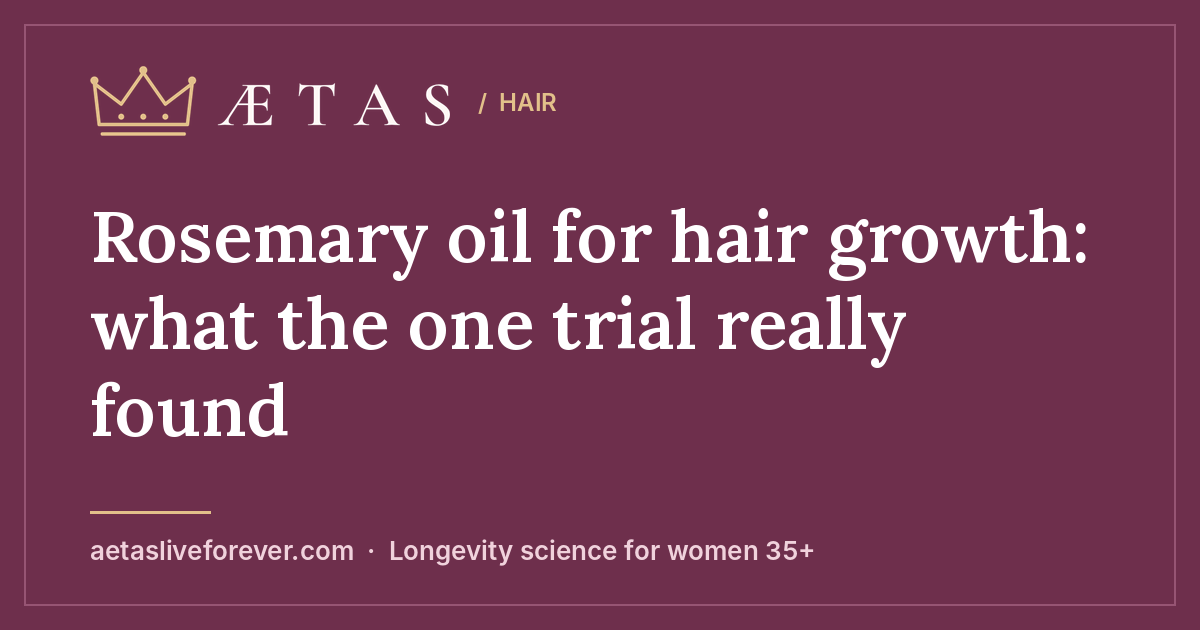 ÆTAS / HAIR
Rosemary oil for hair growth:
what the one trial really
found
aetasliveforever.com · Longevity science for women 35+